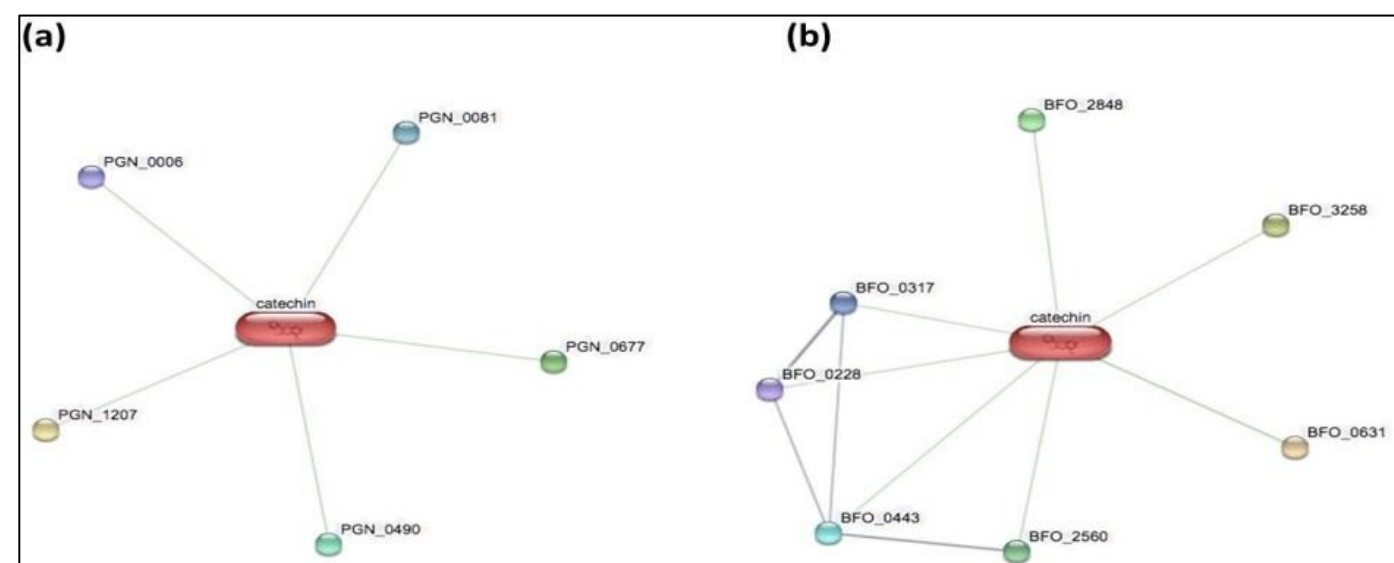 (a)
PGN_0081
PGN_0006
catechin
PGN_0677
PGN_1207
PGN_0490
(b)
BFO_2848
BFO_3258
BFO_0317
catechin
BFO_0228
BFO_0631
BFO_0443
BFO_2560